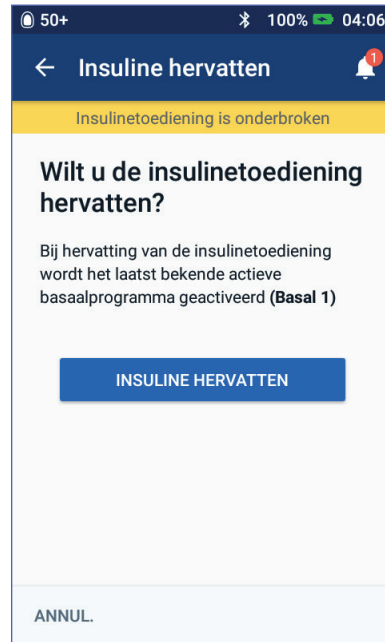 50+ 100% 04:06
Insuline hervatten 1
Insulinetoediening is onderbroken
Wilt u de insulinetoediening
hervatten?
Bij hervatting van de insulinetoediening
wordt het laatst bekende actieve
basaalprogramma geactiveerd (Basal 1)
INSULINE HERVATTEN
ANNUL.